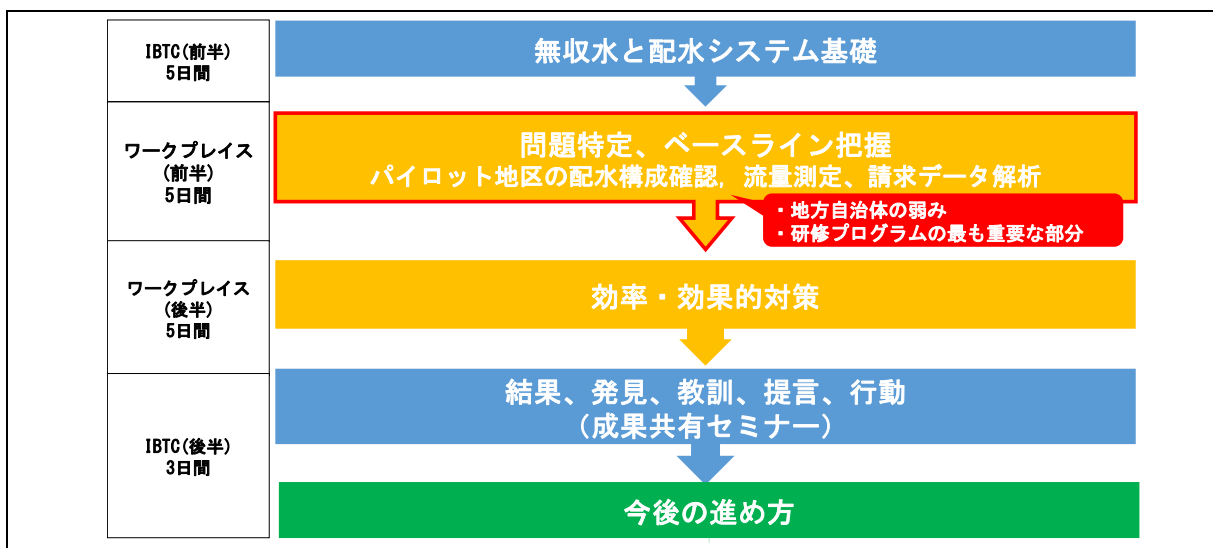 IBTC(前半)
5日間
無収水と配水システム基礎
ワークプレイス
(前半)
5日間
問題特定、ベースライン把握
パイロット地区の配水構成確認, 流量測定、請求データ解析
・地方自治体の弱み
・研修プログラムの最も重要な部分
ワークプレイス
(後半)
5日間
効率・効果的対策
IBTC(後半)
3日間
結果、発見、教訓、提言、行動
(成果共有セミナー)
今後の進め方